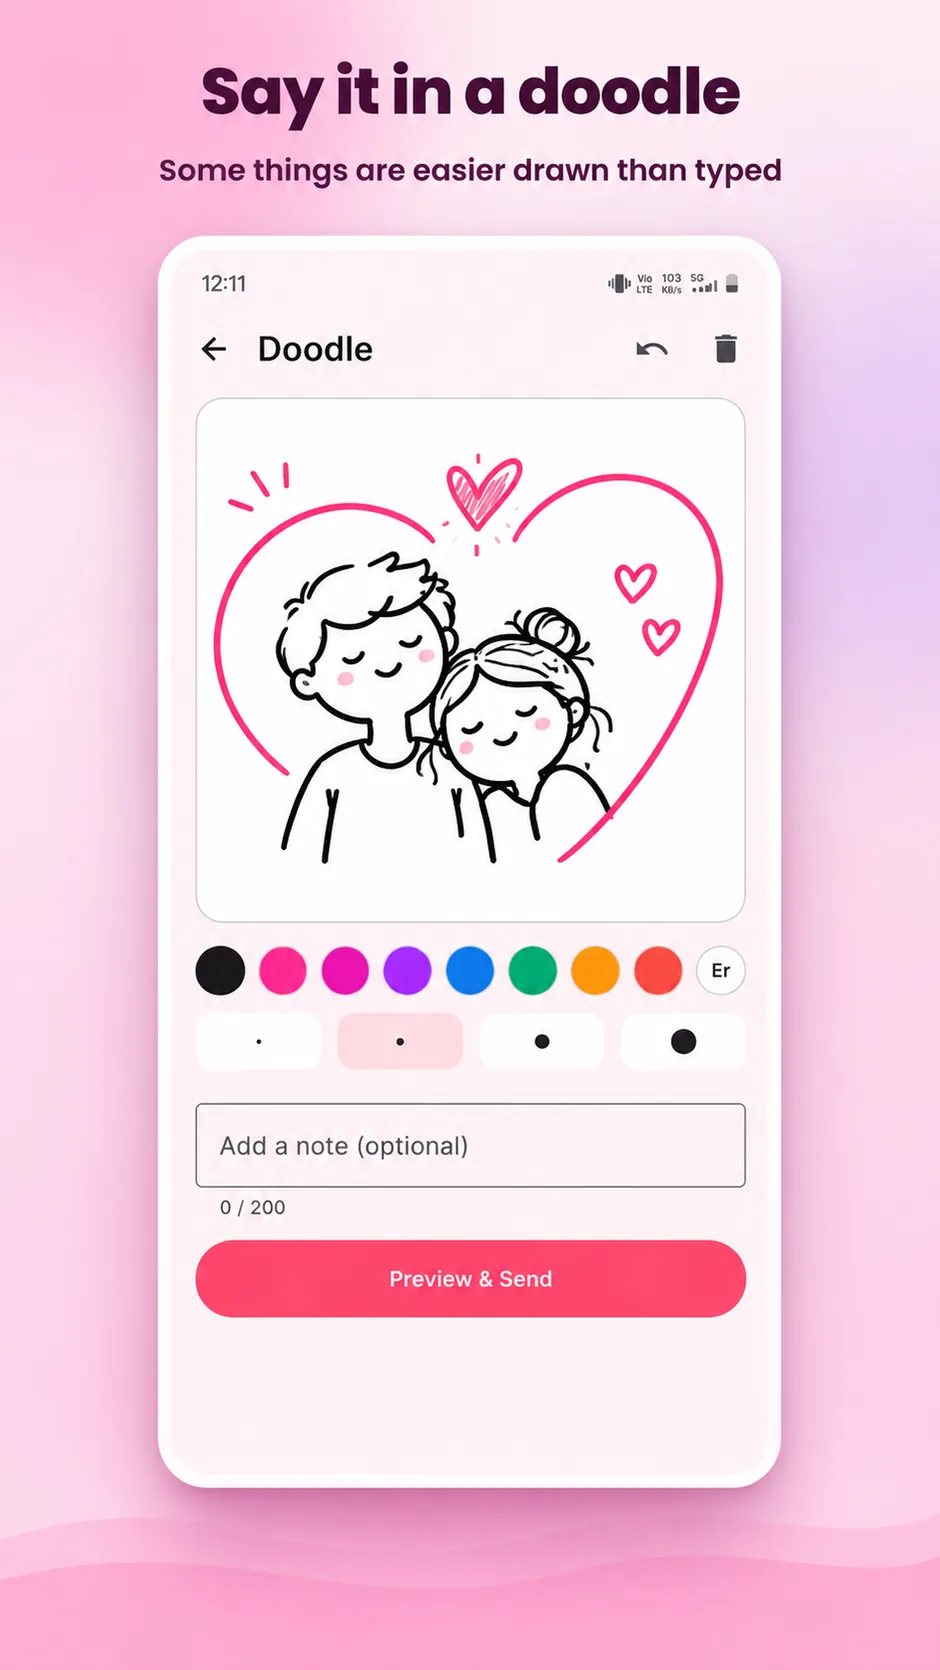 Say it in a doodle
Some things are easier drawn than typed
12:11
Vio LTE 103 KB/s 5G
Doodle
Er
Add a note (optional)
0 / 200
Preview & Send